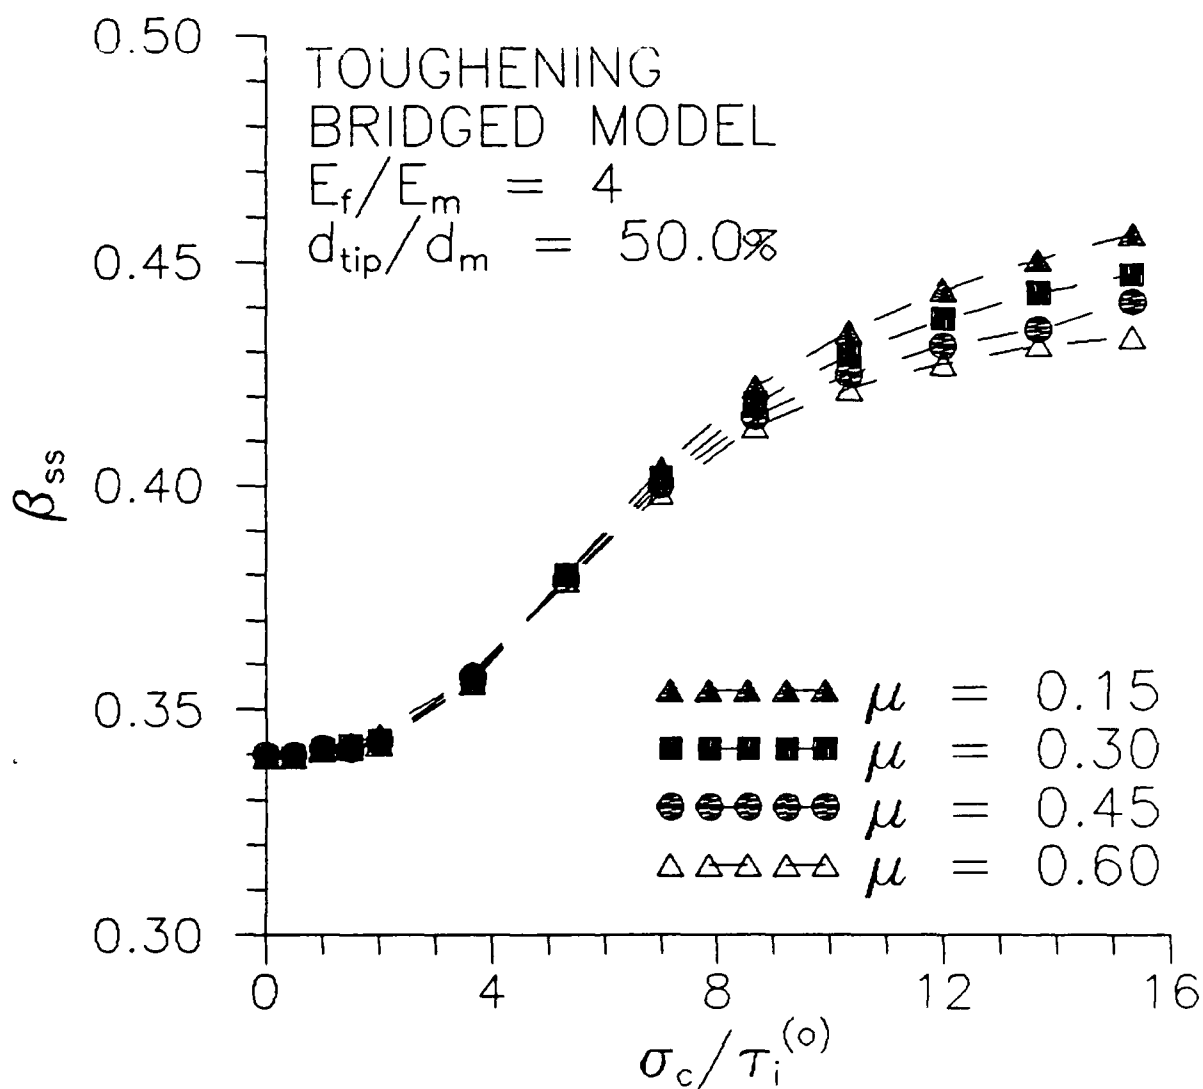 TOUGHENING
BRIDGED MODEL
E_f/E_m = 4
d_tip/d_m = 50.0%
0.50
0.45
0.40
0.35
0.30
β_ss
μ = 0.15
μ = 0.30
μ = 0.45
μ = 0.60
0 4 8 12 16
σ_c/τ_i^(o)